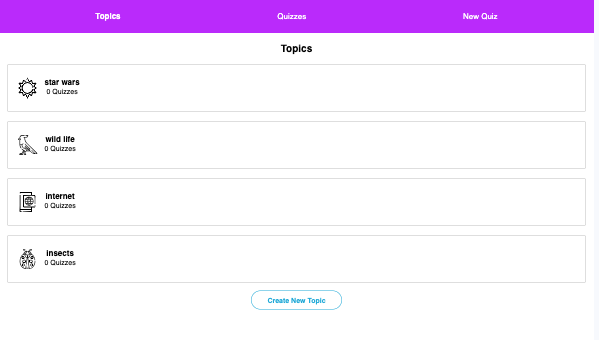 Topics Quizzes New Quiz
Topics
star wars
0 Quizzes
wild life
0 Quizzes
internet
0 Quizzes
insects
0 Quizzes
Create New Topic